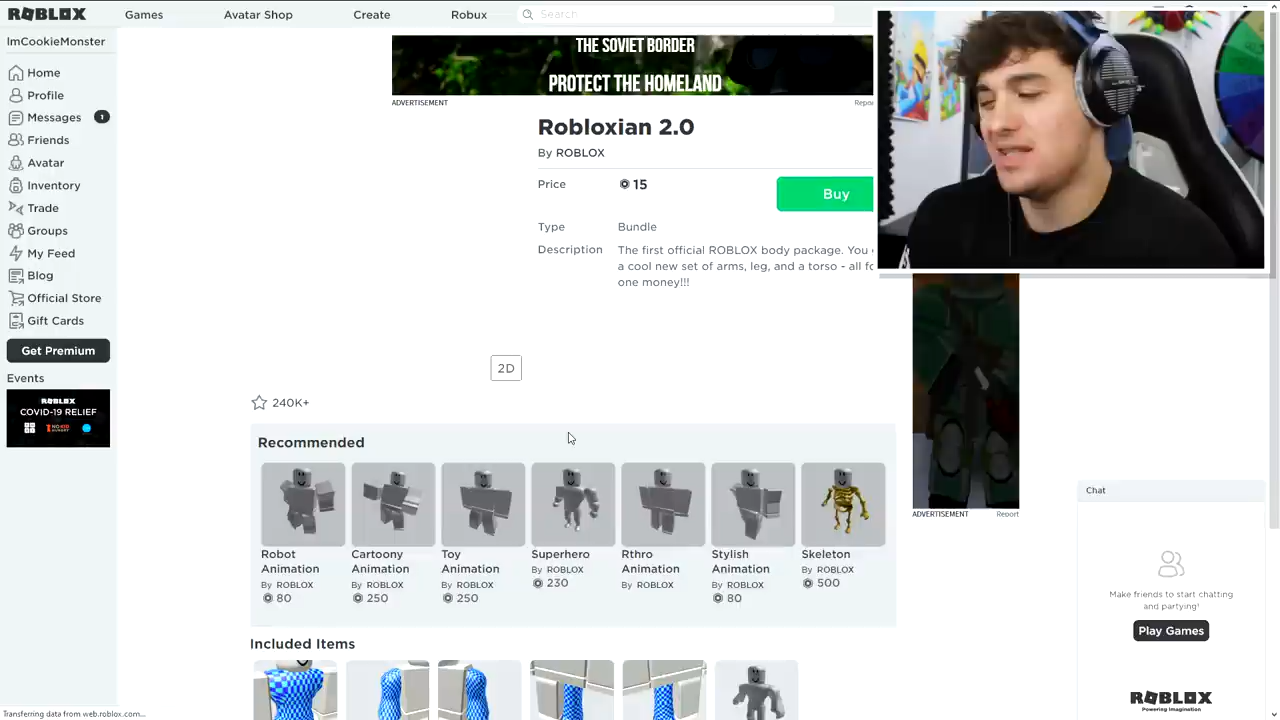 ROBLOX
Games
Avatar Shop
Create
Robux
Search
ImCookieMonster
Home
Profile
Messages
1
Friends
Avatar
Inventory
Trade
Groups
My Feed
Blog
Official Store
Gift Cards
Get Premium
Events
ROBLOX
COVID-19 RELIEF
THE SOVIET BORDER
PROTECT THE HOMELAND
ADVERTISEMENT
Robloxian 2.0
By ROBLOX
Price
15
Buy
Type
Bundle
Description
The first official ROBLOX body package. You
a cool new set of arms, leg, and a torso - all
one money!!!
2D
240K+
Recommended
Robot Animation
By ROBLOX
80
Cartoony Animation
By ROBLOX
250
Toy Animation
By ROBLOX
250
Superhero
By ROBLOX
230
Rthro Animation
By ROBLOX
Stylish Animation
By ROBLOX
80
Skeleton
By ROBLOX
500
Included Items
ADVERTISEMENT
Report
Chat
Make friends to start chatting
and partying!
Play Games
ROBLOX
Powering Imagination
Transferring data from web.roblox.com...